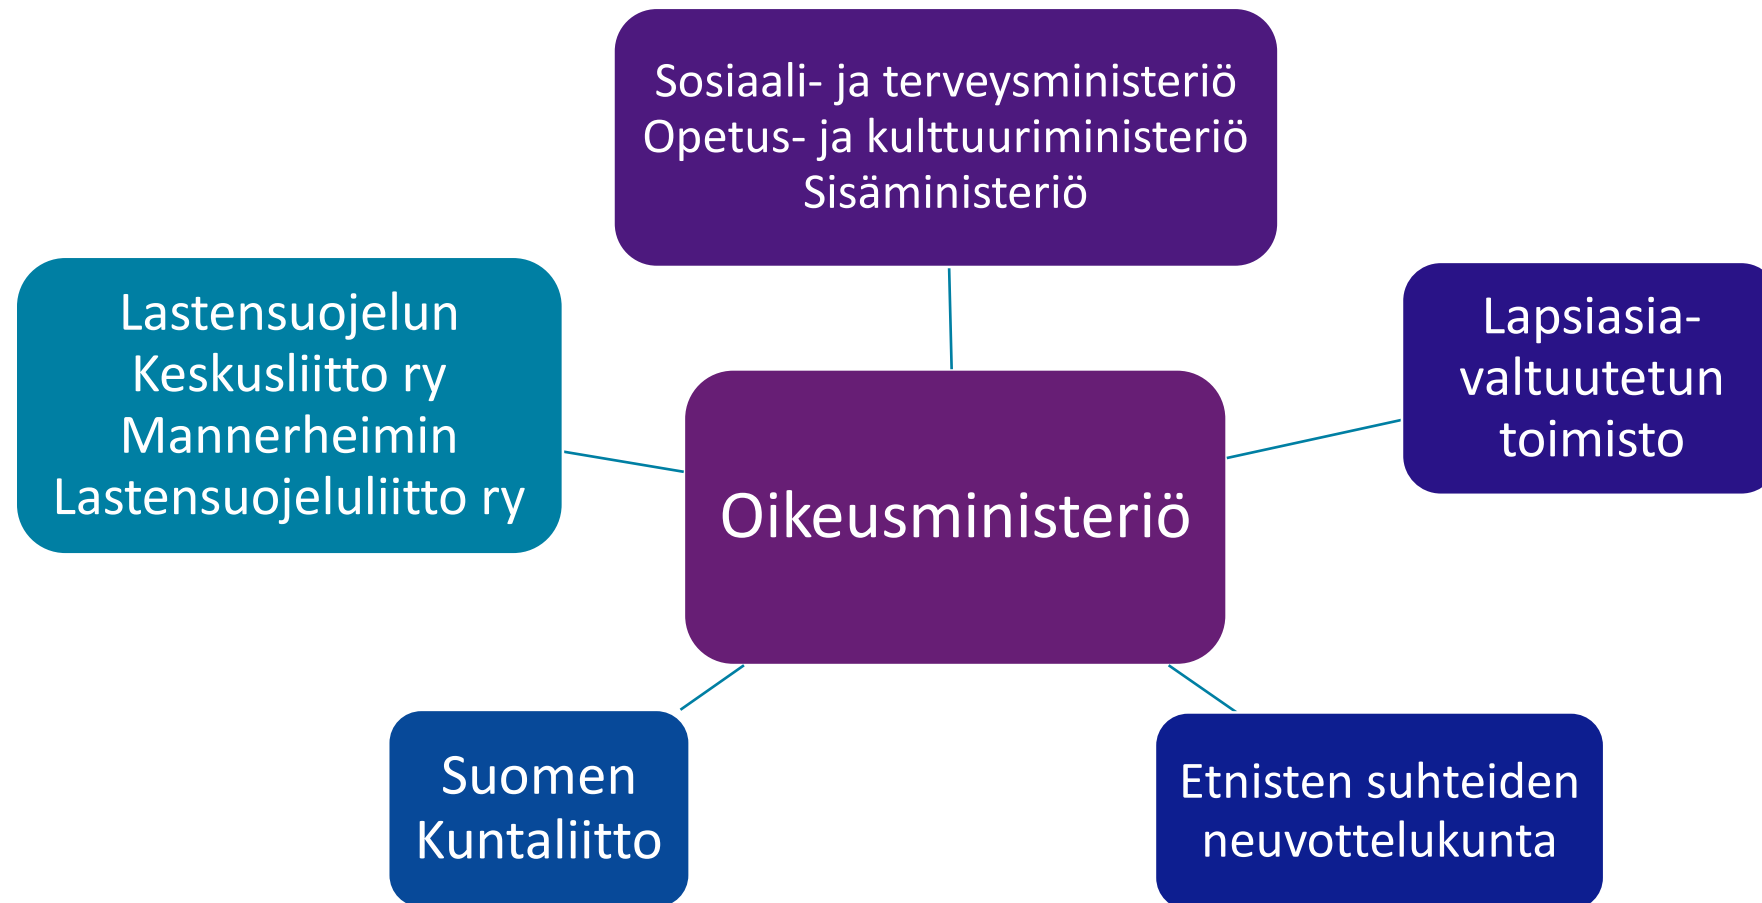 Sosiaali- ja terveysministeriö
Opetus- ja kulttuuriministeriö
Sisäministeriö
Lastensuojelun
Keskusliitto ry
Mannerheimin
Lastensuojeluliitto ry
Lapsiasia-
valtuutetun
toimisto
Oikeusministeriö
Suomen
Kuntaliitto
Etnisten suhteiden
neuvottelukunta